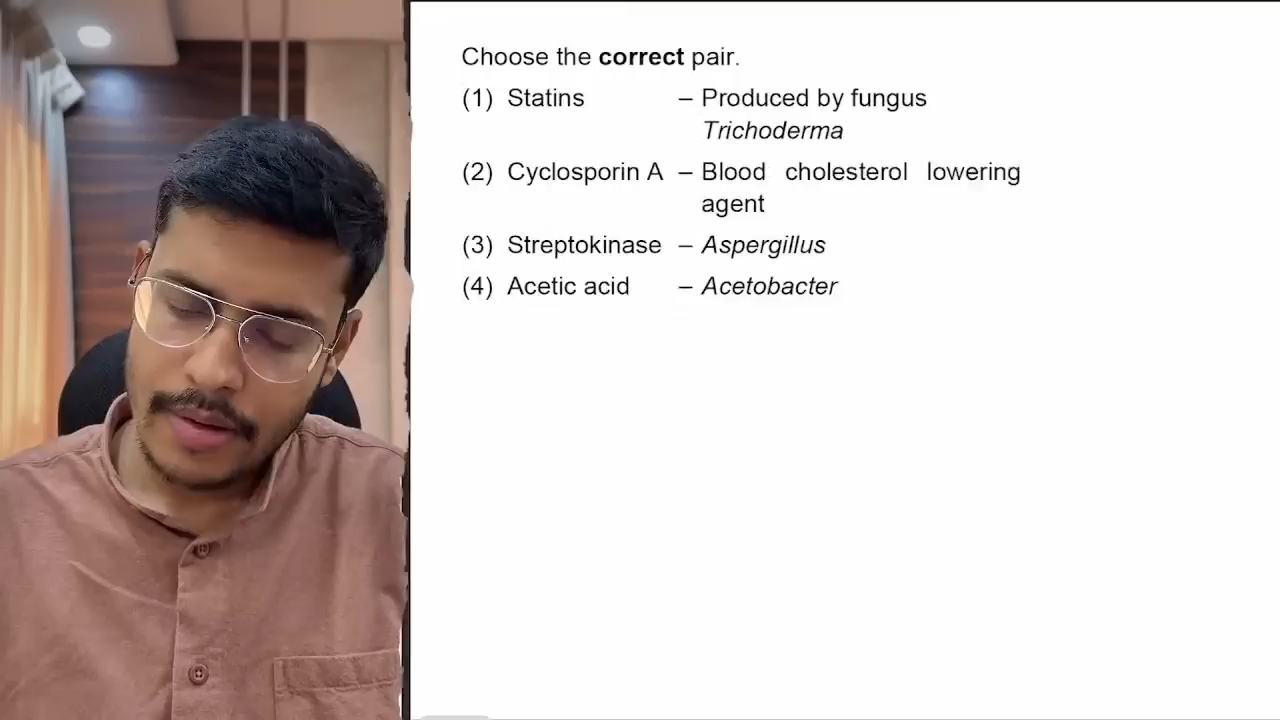 Choose the correct pair.
(1) Statins – Produced by fungus
Trichoderma
(2) Cyclosporin A – Blood cholesterol lowering
agent
(3) Streptokinase – Aspergillus
(4) Acetic acid – Acetobacter